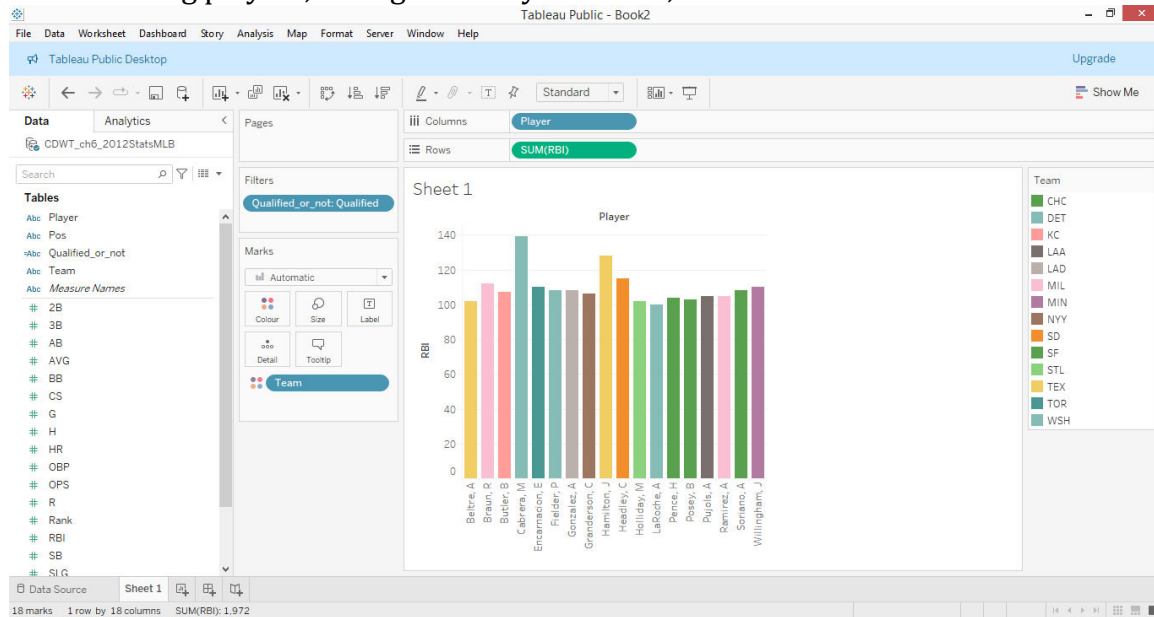 Tableau Public - Book2
File Data Worksheet Dashboard Story Analysis Map Format Server Window Help
Tableau Public Desktop Upgrade
Standard Show Me
Data Analytics Pages iii Columns Player
CDWT_ch6_2012StatsMLB Rows SUM(RBI)
Search
Tables
Abc Player
Abc Pos
=Abc Qualified_or_not
Abc Team
Abc Measure Names
# 2B
# 3B
# AB
# AVG
# BB
# CS
# G
# H
# HR
# OBP
# OPS
# R
# Rank
# RBI
# SB
# SLG
Filters
Qualified_or_not: Qualified
Marks
Automatic
Colour Size Label
Detail Tooltip
Team
Sheet 1
Player
RBI
140
120
100
80
60
40
20
0
Beltre, A
Braun, R
Butler, B
Cabrera, M
Encarnacion, E
Fielder, P
Gonzalez, A
Granderson, C
Hamilton, J
Headley, C
Holliday, M
LaRoche, A
Pence, H
Posey, B
Pujols, A
Ramirez, A
Soriano, A
Willingham, J
Team
CHC
DET
KC
LAA
LAD
MIL
MIN
NYY
SD
SF
STL
TEX
TOR
WSH
Data Source Sheet 1
18 marks 1 row by 18 columns SUM(RBI): 1,972